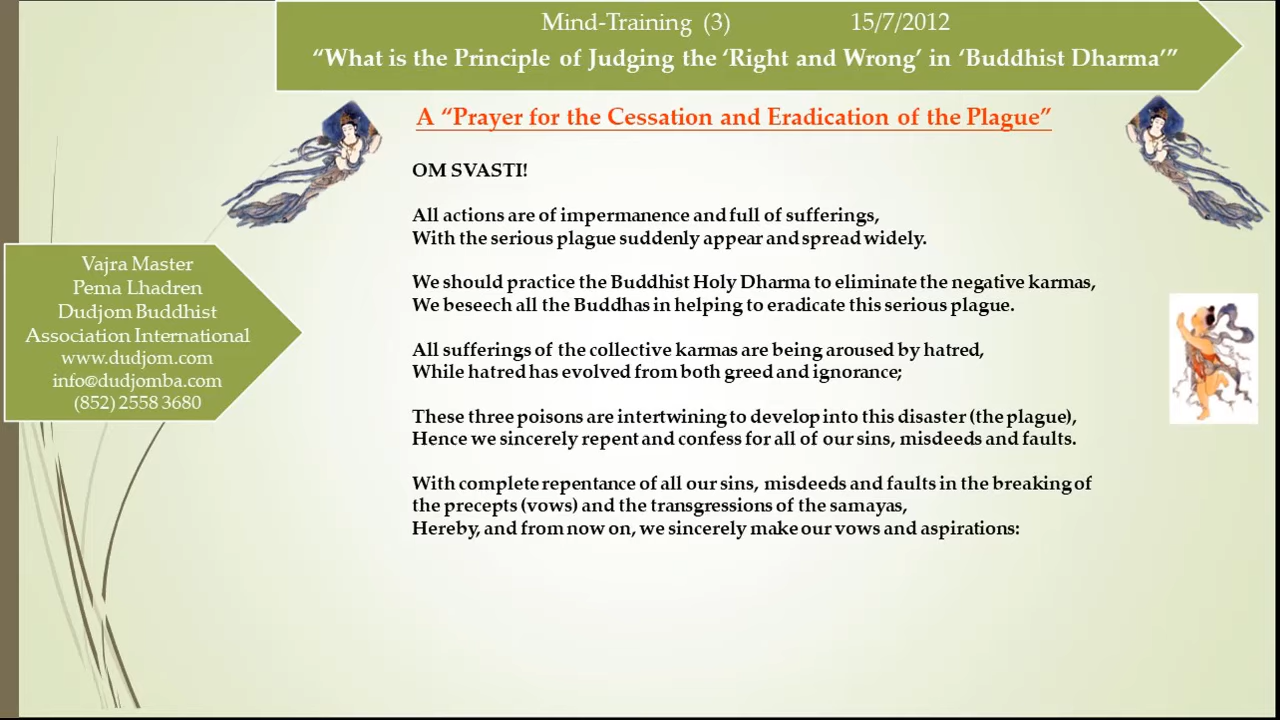 Mind-Training (3) 15/7/2012
“What is the Principle of Judging the ‘Right and Wrong’ in ‘Buddhist Dharma’”
A “Prayer for the Cessation and Eradication of the Plague”
OM SVASTI!
All actions are of impermanence and full of sufferings,
With the serious plague suddenly appear and spread widely.
We should practice the Buddhist Holy Dharma to eliminate the negative karmas,
We beseech all the Buddhas in helping to eradicate this serious plague.
All sufferings of the collective karmas are being aroused by hatred,
While hatred has evolved from both greed and ignorance;
These three poisons are intertwining to develop into this disaster (the plague),
Hence we sincerely repent and confess for all of our sins, misdeeds and faults.
With complete repentance of all our sins, misdeeds and faults in the breaking of
the precepts (vows) and the transgressions of the samayas,
Hereby, and from now on, we sincerely make our vows and aspirations:
Vajra Master
Pema Lhadren
Dudjom Buddhist
Association International
www.dudjom.com
info@dudjomba.com
(852) 2558 3680